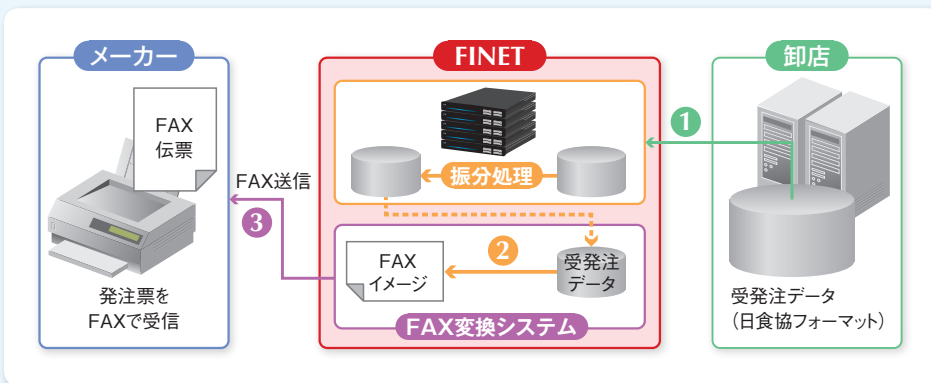 メーカー
FAX
伝票
発注票を
FAXで受信
FAX送信
3
FINET
振分処理
FAX
イメージ
2
受発注
データ
FAX変換システム
1
卸店
受発注データ
（日食協フォーマット）